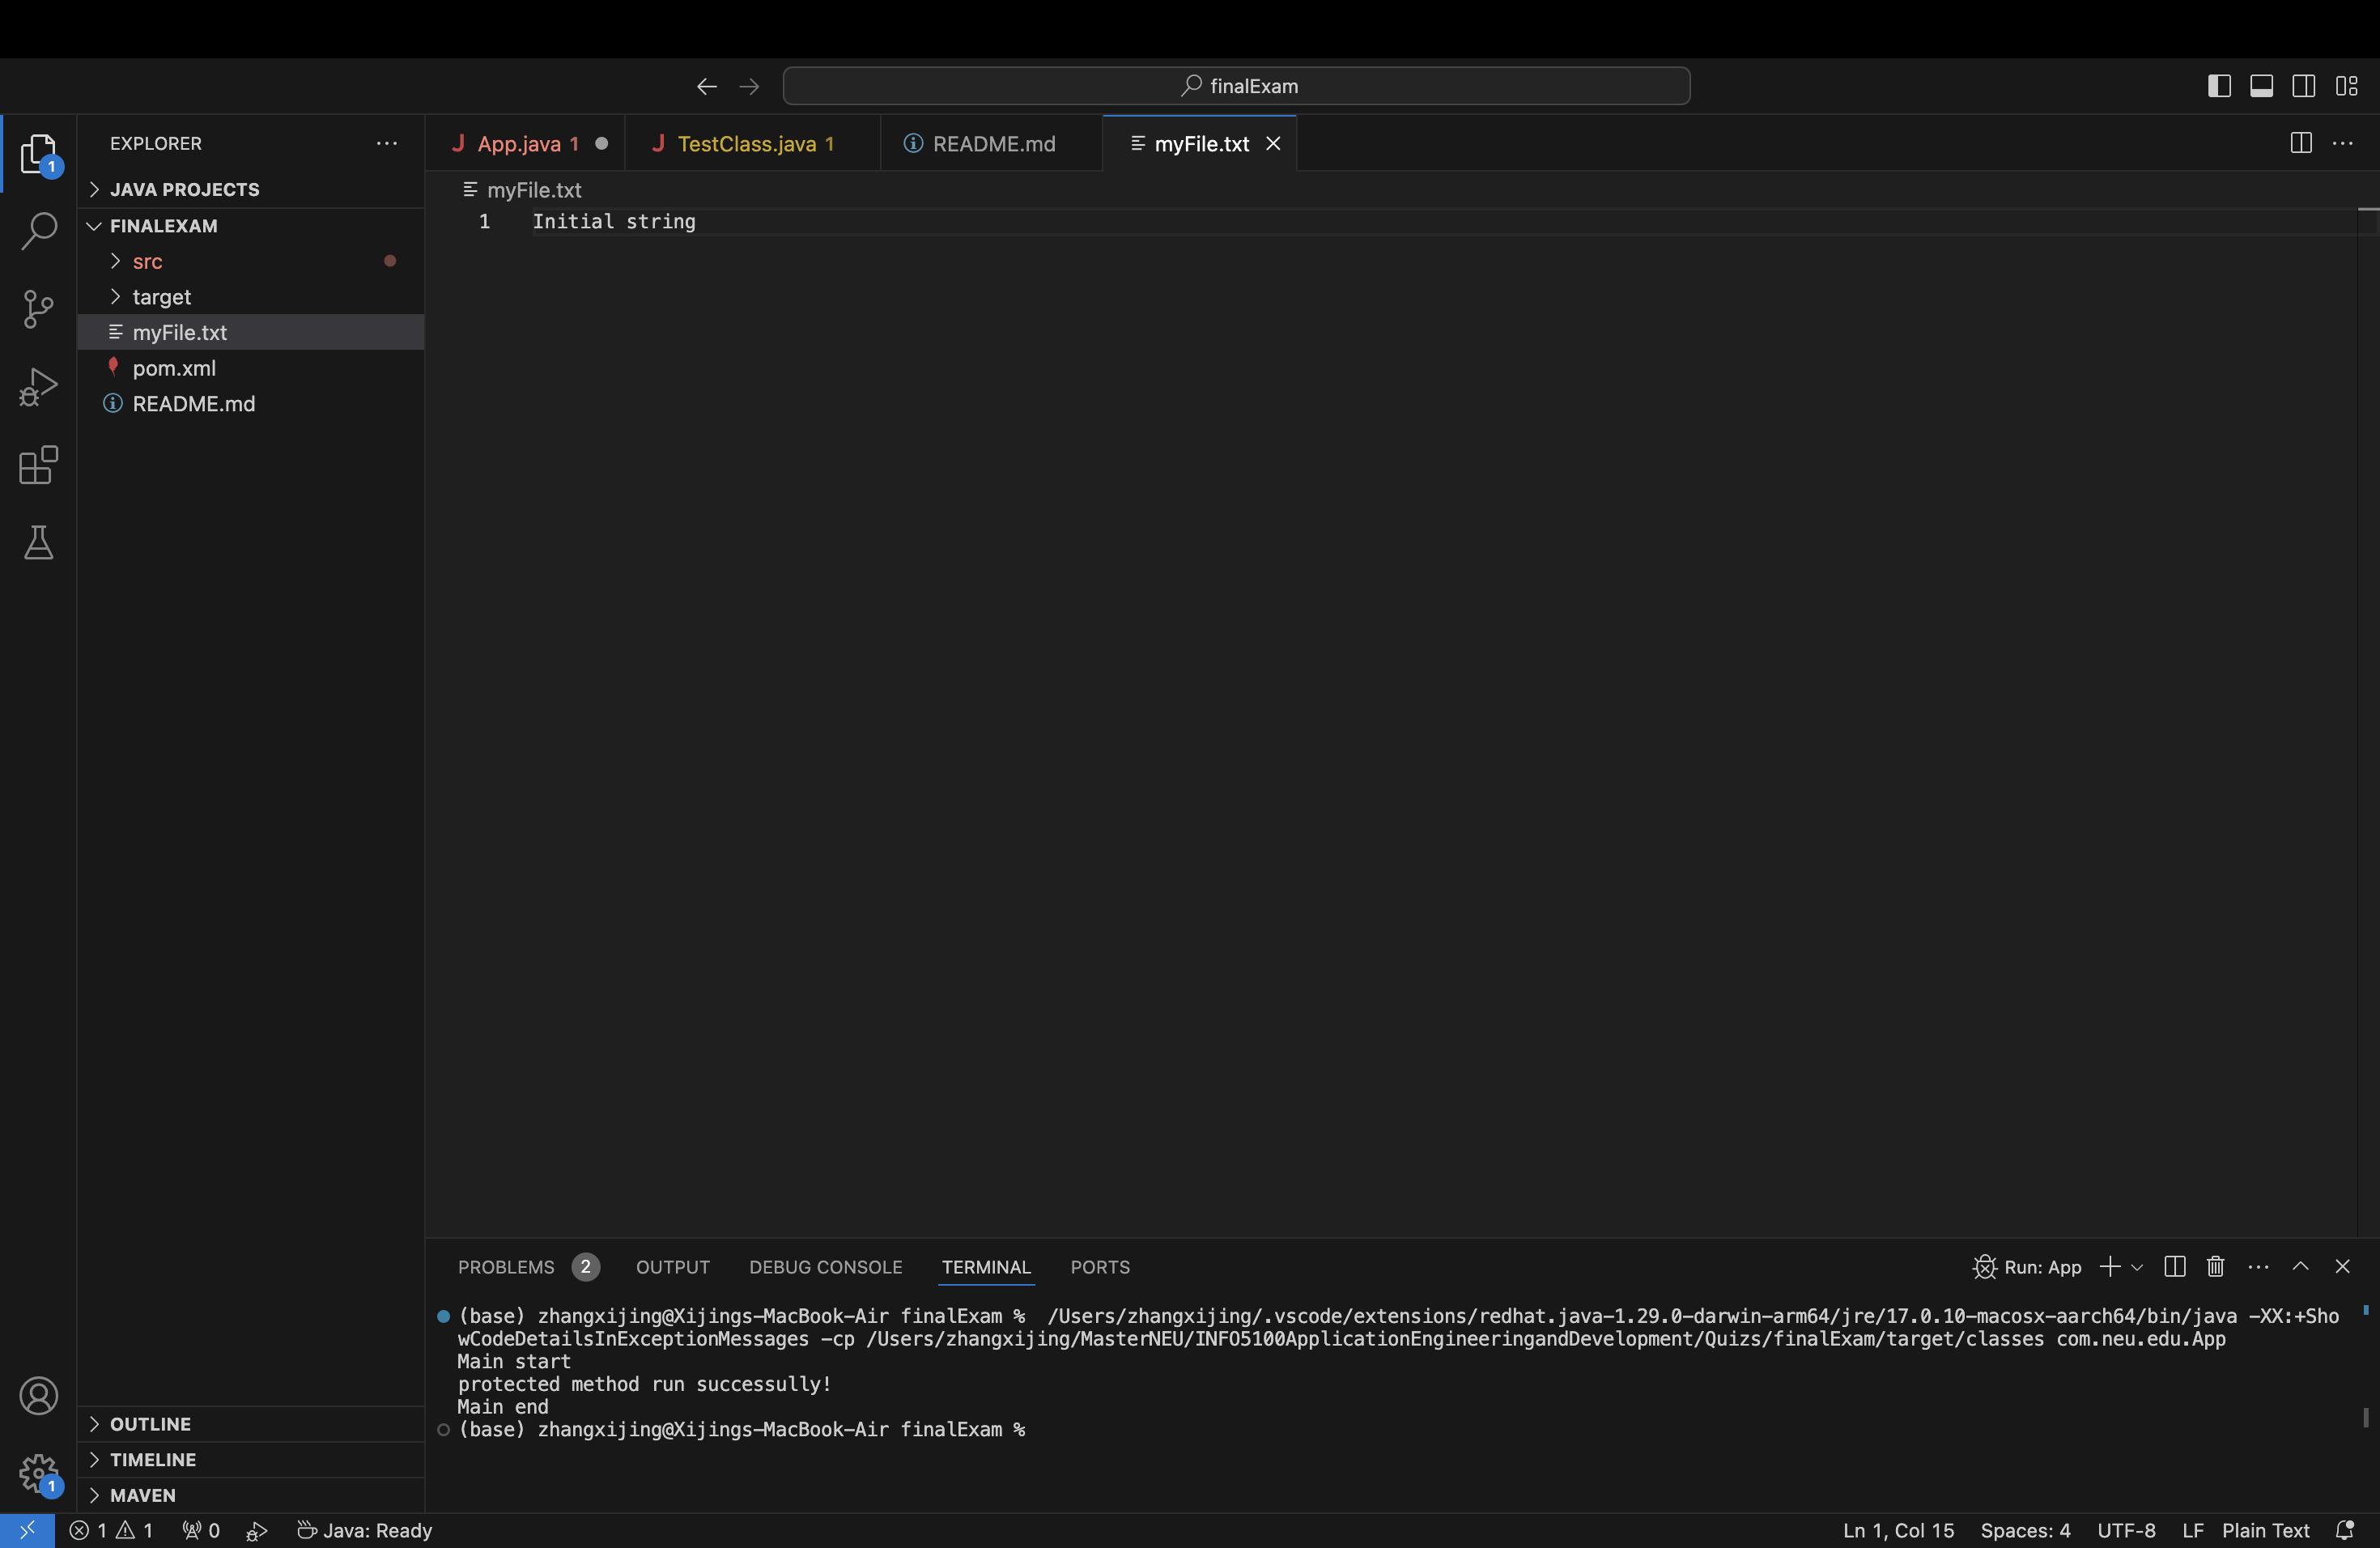 finalExam
EXPLORER
JAVA PROJECTS
FINALEXAM
src
target
myFile.txt
pom.xml
README.md
OUTLINE
TIMELINE
MAVEN
1
1
App.java 1
TestClass.java 1
README.md
myFile.txt
myFile.txt
1 Initial string
PROBLEMS 2 OUTPUT DEBUG CONSOLE TERMINAL PORTS
Run: App
(base) zhangxijing@Xijings-MacBook-Air finalExam % /Users/zhangxijing/.vscode/extensions/redhat.java-1.29.0-darwin-arm64/jre/17.0.10-macosx-aarch64/bin/java -XX:+Sho
wCodeDetailsInExceptionMessages -cp /Users/zhangxijing/MasterNEU/INFO5100ApplicationEngineeringandDevelopment/Quizs/finalExam/target/classes com.neu.edu.App
Main start
protected method run successully!
Main end
(base) zhangxijing@Xijings-MacBook-Air finalExam %
1 1 0 Java: Ready
Ln 1, Col 15 Spaces: 4 UTF-8 LF Plain Text